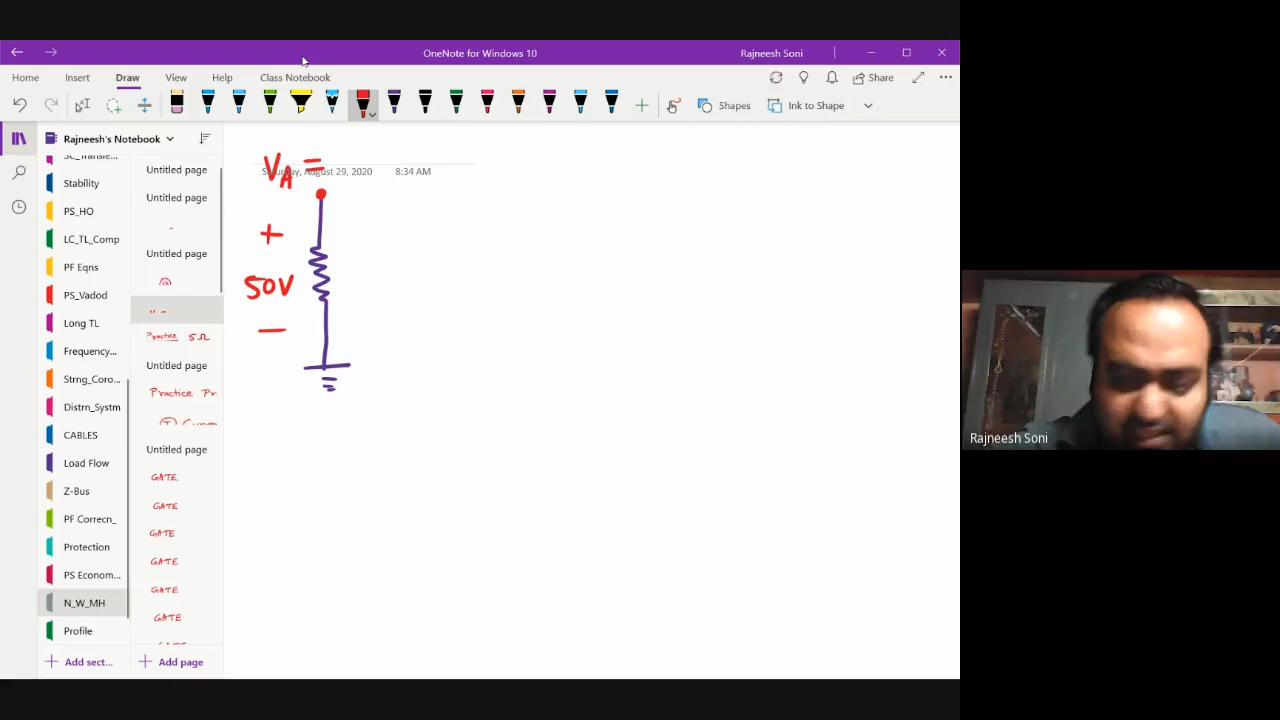 OneNote for Windows 10
Rajneesh Soni
Home
Insert
Draw
View
Help
Class Notebook
Share
Shapes
Ink to Shape
Rajneesh's Notebook
Stability
PS_HO
LC_TL_Comp
PF Eqns
PS_Vadod
Long TL
Frequency...
Strng_Coro...
Distrn_Systm
CABLES
Load Flow
Z-Bus
PF Correcn_
Protection
PS Econom...
N_W_MH
Profile
Add sect...
Untitled page
Untitled page
Untitled page
Practice 5Ω
Untitled page
Practice Pr
Untitled page
GATE
GATE
GATE
GATE
GATE
GATE
Add page
VA =
Saturday, August 29, 2020 8:34 AM
+
50V
−
Rajneesh Soni